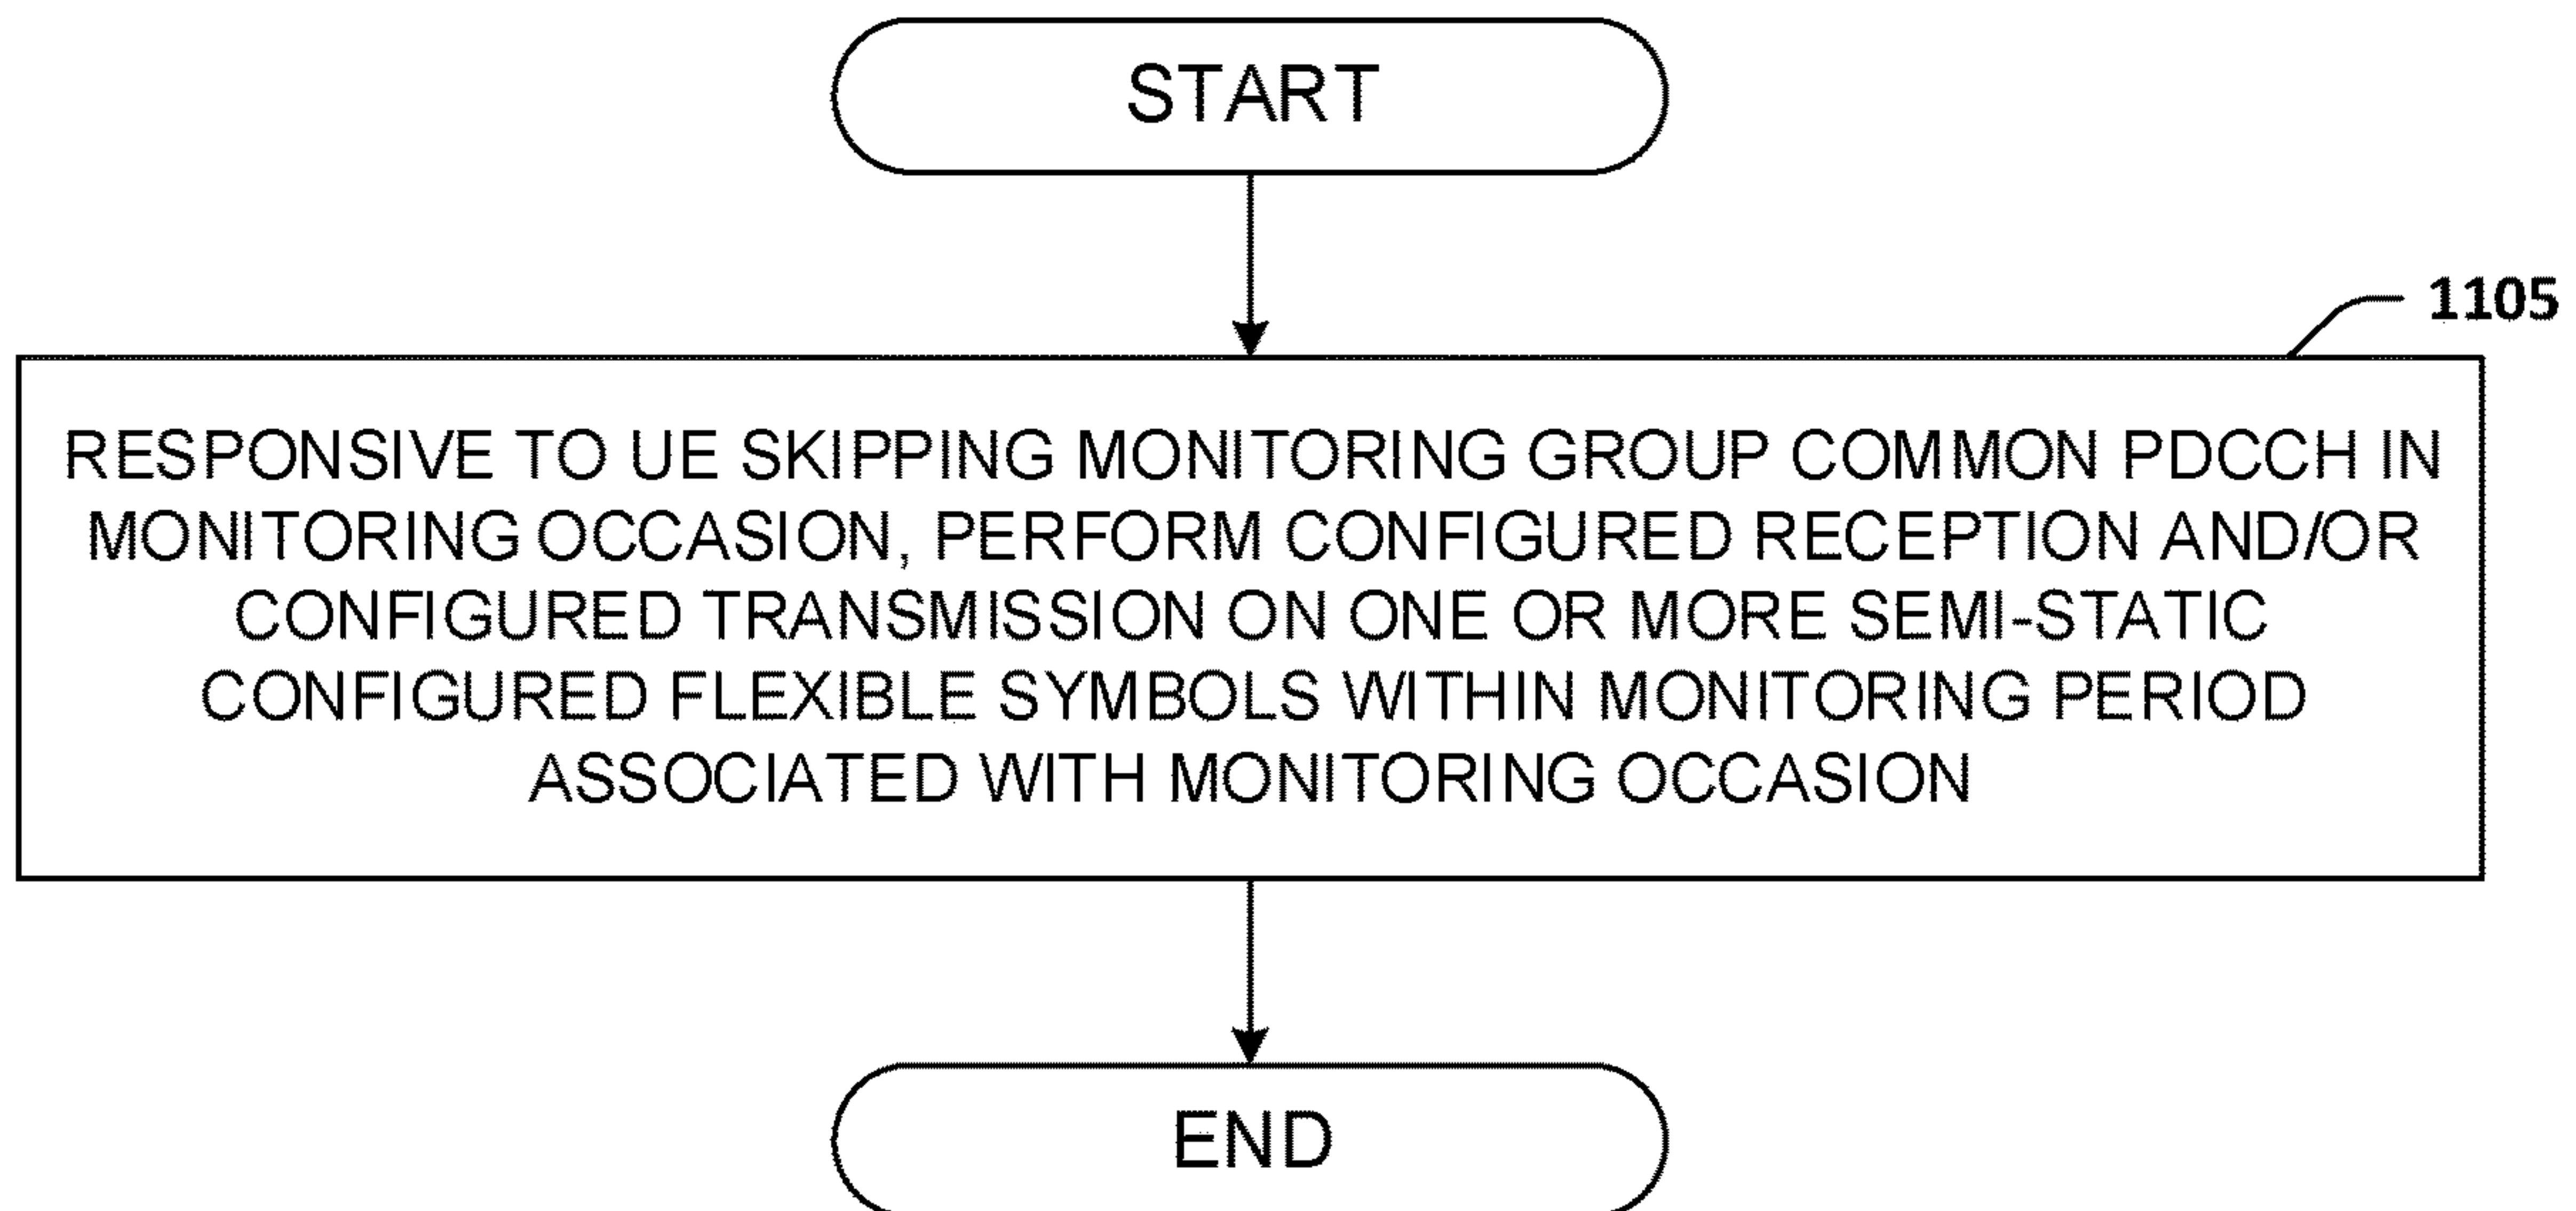 START
1105
RESPONSIVE TO UE SKIPPING MONITORING GROUP COMMON PDCCH IN
MONITORING OCCASION, PERFORM CONFIGURED RECEPTION AND/OR
CONFIGURED TRANSMISSION ON ONE OR MORE SEMI-STATIC
CONFIGURED FLEXIBLE SYMBOLS WITHIN MONITORING PERIOD
ASSOCIATED WITH MONITORING OCCASION
END